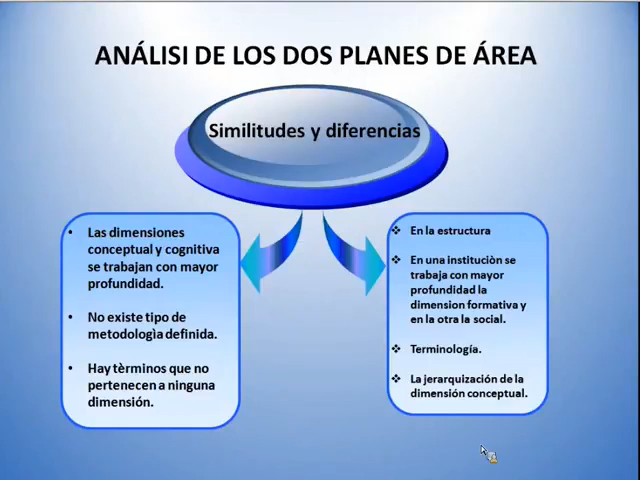 ANÁLISI DE LOS DOS PLANES DE ÁREA
Similitudes y diferencias
• Las dimensiones
conceptual y cognitiva
se trabajan con mayor
profundidad.
• No existe tipo de
metodologìa definida.
• Hay tèrminos que no
pertenecen a ninguna
dimensión.
❖ En la estructura
❖ En una instituciòn se
trabaja con mayor
profundidad la
dimension formativa y
en la otra la social.
❖ Terminología.
❖ La jerarquización de la
dimensión conceptual.